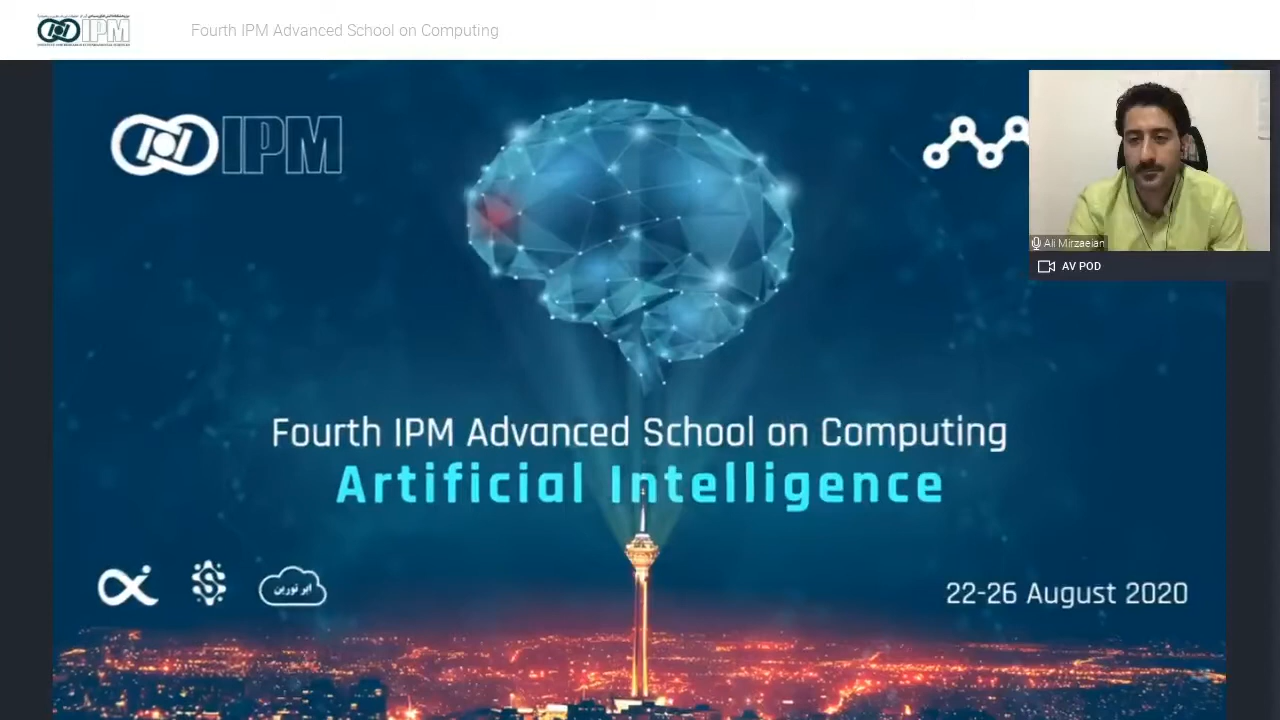 IPM
Fourth IPM Advanced School on Computing
IPM
Ali Mirzaeian
AV POD
Fourth IPM Advanced School on Computing
Artificial Intelligence
ابر نورین
22-26 August 2020